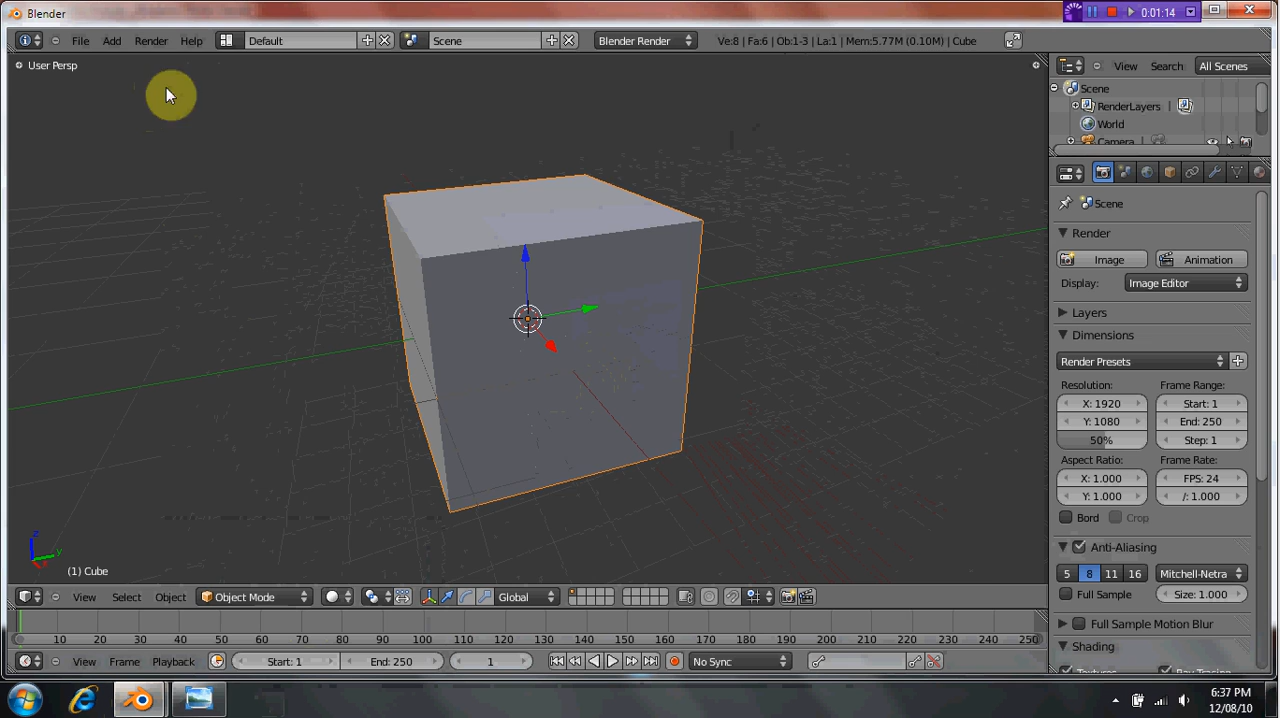 Blender
0:01:14
File Add Render Help Default Scene Blender Render Ve:8 | Fa:6 | Ob:1-3 | La:1 | Mem:5.77M (0.10M) | Cube
User Persp
View Search All Scenes
Scene
RenderLayers |
World
Camera
Scene
Render
Image Animation
Display: Image Editor
Layers
Dimensions
Render Presets
Resolution: Frame Range:
X: 1920 Start: 1
Y: 1080 End: 250
50% Step: 1
Aspect Ratio: Frame Rate:
X: 1.000 FPS: 24
Y: 1.000 /: 1.000
Bord Crop
Anti-Aliasing
5 8 11 16 Mitchell-Netra
Full Sample Size: 1.000
Full Sample Motion Blur
Shading
Textures Ray Tracing
z
y
(1) Cube
View Select Object Object Mode Global
10 20 30 40 50 60 70 80 90 100 110 120 130 140 150 160 170 180 190 200 210 220 230 240 250
View Frame Playback Start: 1 End: 250 1 No Sync
6:37 PM
12/08/10